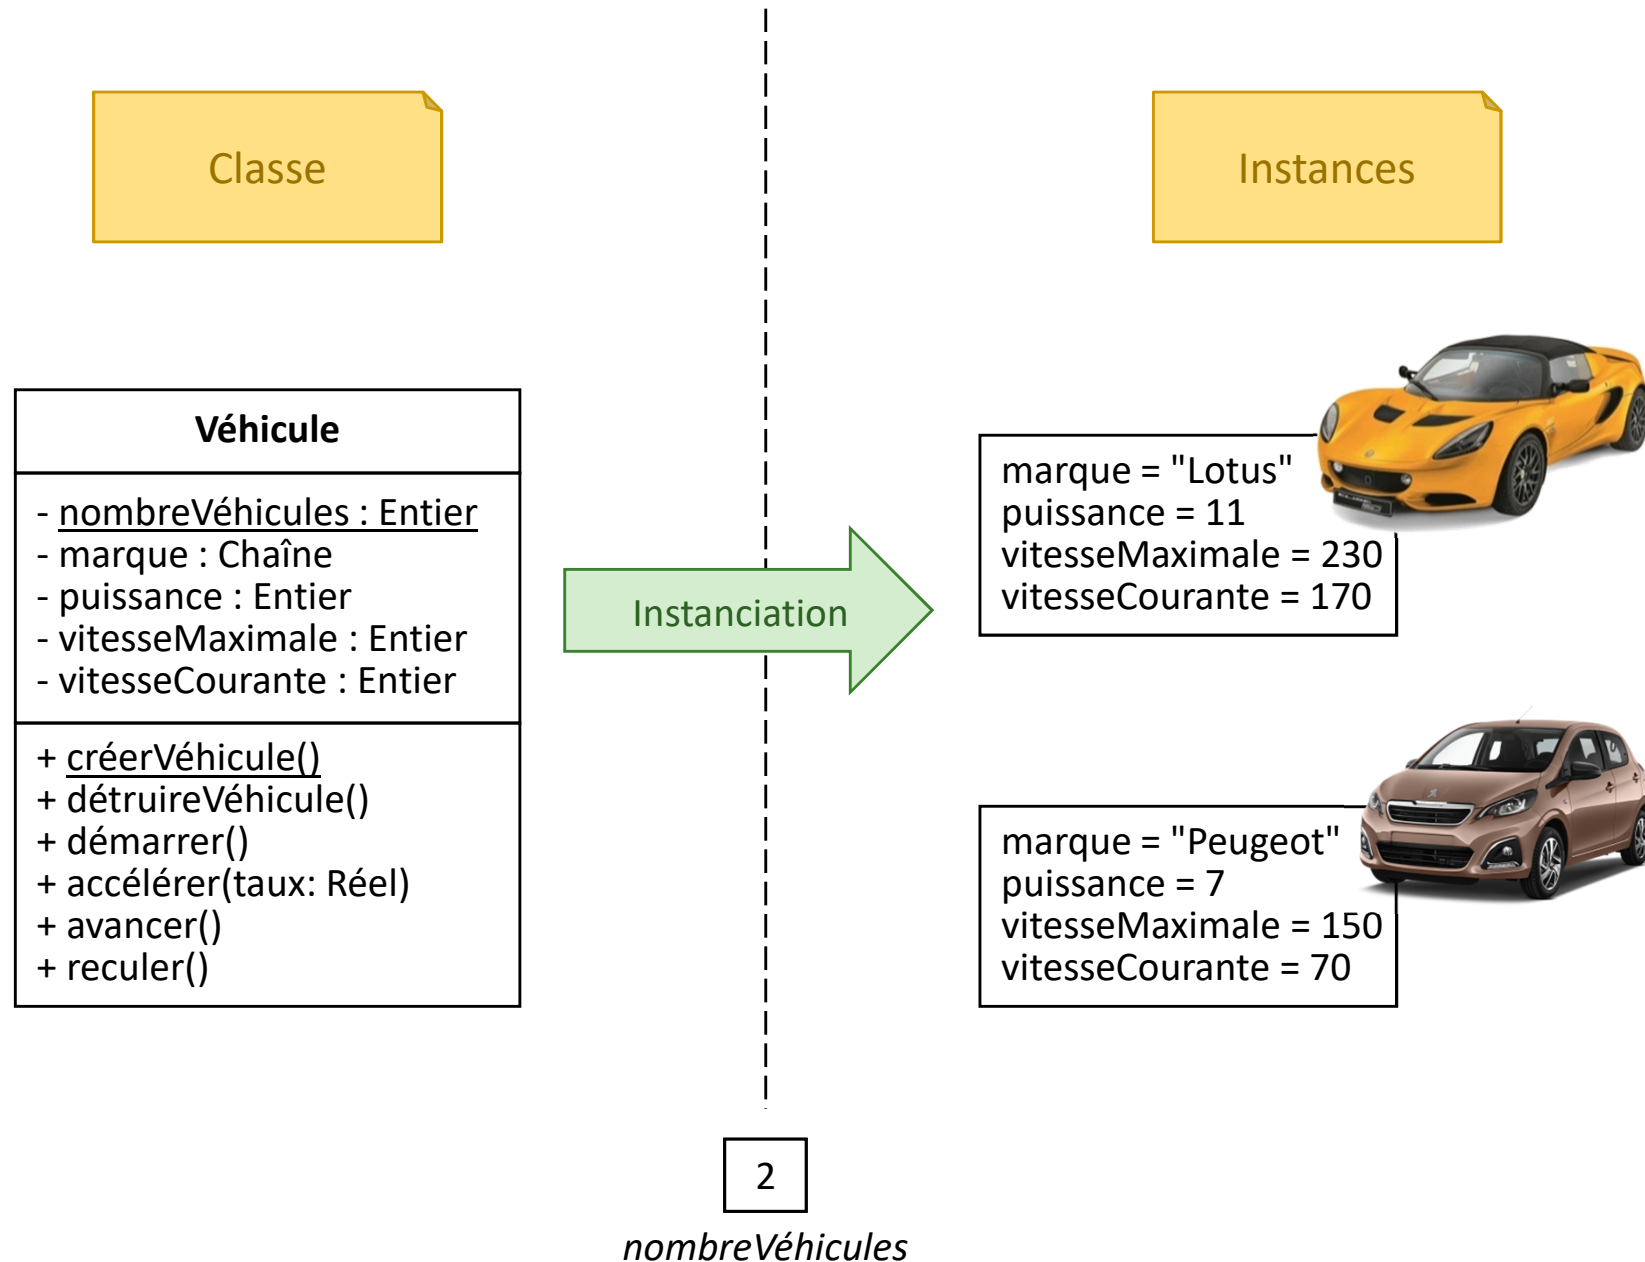 Classe
Instances
Véhicule
- nombreVéhicules : Entier
- marque : Chaîne
- puissance : Entier
- vitesseMaximale : Entier
- vitesseCourante : Entier
+ créerVéhicule()
+ détruireVéhicule()
+ démarrer()
+ accélérer(taux: Réel)
+ avancer()
+ reculer()
Instanciation
marque = "Lotus"
puissance = 11
vitesseMaximale = 230
vitesseCourante = 170
marque = "Peugeot"
puissance = 7
vitesseMaximale = 150
vitesseCourante = 70
2
nombreVéhicules